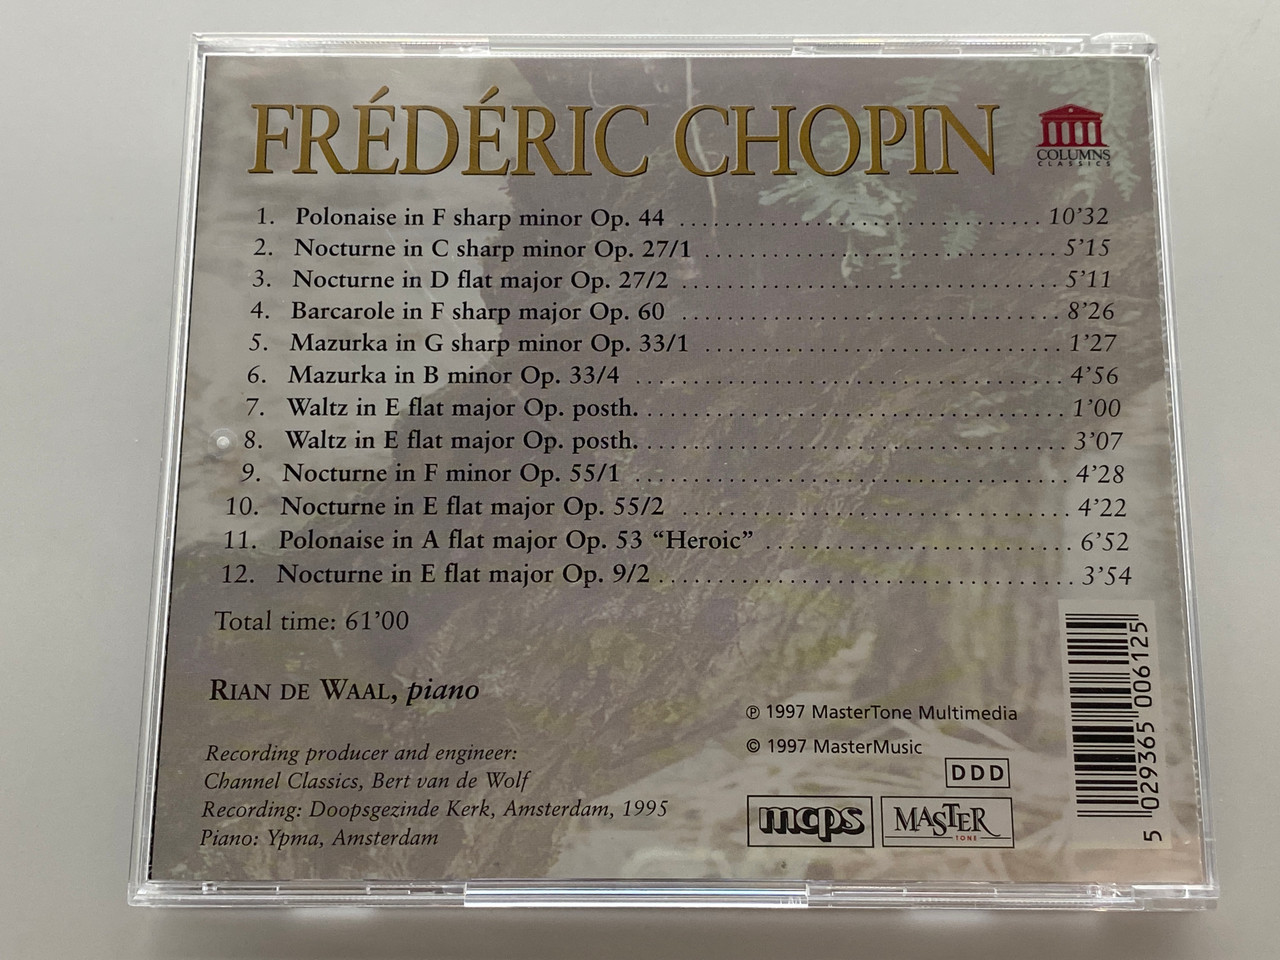 FRÉDÉRIC CHOPIN
COLUMNS
CLASSICS
1. Polonaise in F sharp minor Op. 44 ........ 10'32
2. Nocturne in C sharp minor Op. 27/1 ........ 5'15
3. Nocturne in D flat major Op. 27/2 ........ 5'11
4. Barcarole in F sharp major Op. 60 ........ 8'26
5. Mazurka in G sharp minor Op. 33/1 ........ 1'27
6. Mazurka in B minor Op. 33/4 ........ 4'56
7. Waltz in E flat major Op. posth. ........ 1'00
8. Waltz in E flat major Op. posth. ........ 3'07
9. Nocturne in F minor Op. 55/1 ........ 4'28
10. Nocturne in E flat major Op. 55/2 ........ 4'22
11. Polonaise in A flat major Op. 53 “Heroic” ........ 6'52
12. Nocturne in E flat major Op. 9/2 ........ 3'54
Total time: 61'00
RIAN DE WAAL, piano
Recording producer and engineer:
Channel Classics, Bert van de Wolf
Recording: Doopsgezinde Kerk, Amsterdam, 1995
Piano: Ypma, Amsterdam
℗ 1997 MasterTone Multimedia
© 1997 MasterMusic
DDD
mcps
MASTER
TONE
5 029365 006125